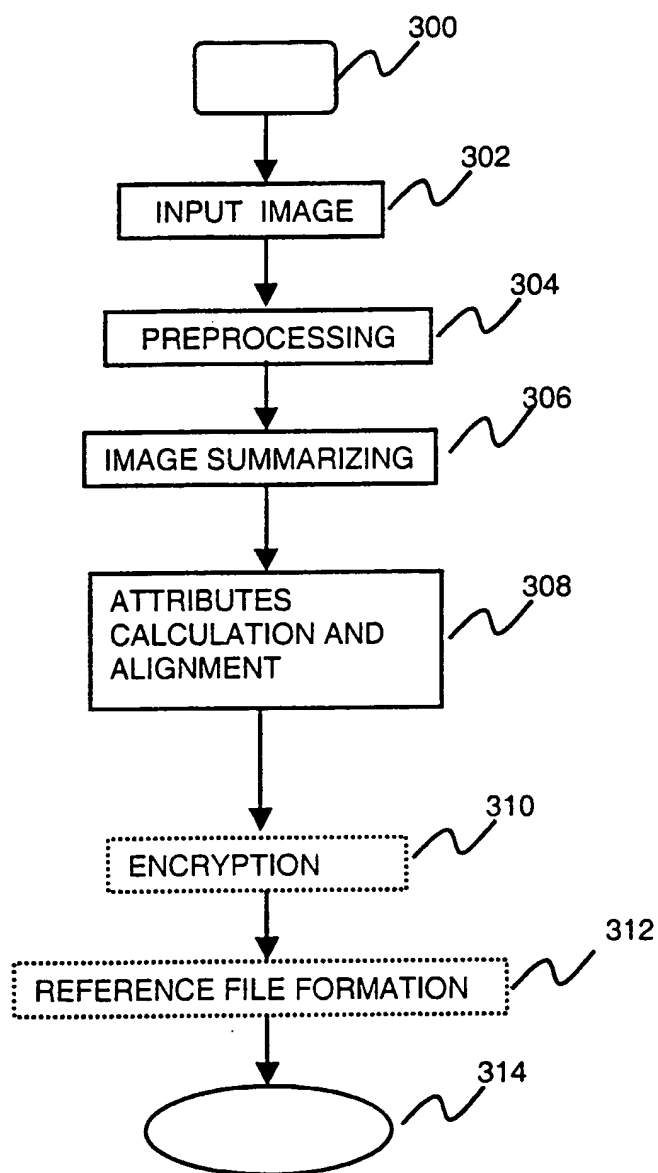 300
302
INPUT IMAGE
304
PREPROCESSING
306
IMAGE SUMMARIZING
308
ATTRIBUTES
CALCULATION AND
ALIGNMENT
310
ENCRYPTION
312
REFERENCE FILE FORMATION
314